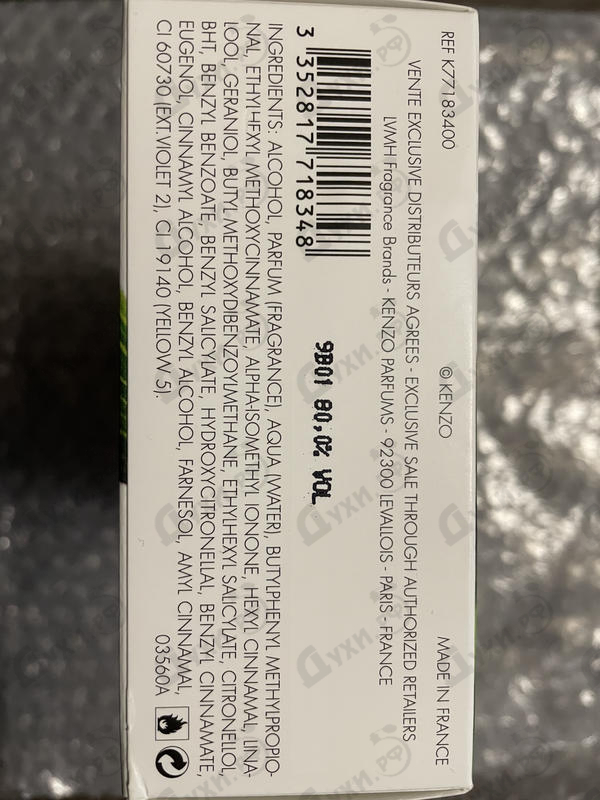 REF K77183400 ©KENZO MADE IN FRANCE
VENTE EXCLUSIVE DISTRIBUTEURS AGREES - EXCLUSIVE SALE THROUGH AUTHORIZED RETAILERS
LVMH Fragrance Brands - KENZO PARFUMS - 92300 LEVALLOIS - PARIS - FRANCE
9B01 80,0% VOL
3 352817 718348
INGREDIENTS: ALCOHOL, PARFUM (FRAGRANCE), AQUA (WATER), BUTYLPHENYL METHYLPROPIO-
NAL, ETHYLHEXYL METHOXYCINNAMATE, ALPHA-ISOMETHYL IONONE, HEXYL CINNAMAL, LINA-
LOOL, GERANIOL, BUTYL METHOXYDIBENZOYLMETHANE, ETHYLHEXYL SALICYLATE, CITRONELLOL,
BHT, BENZYL BENZOATE, BENZYL SALICYLATE, HYDROXYCITRONELLAL, BENZYL CINNAMATE,
EUGENOL, CINNAMYL ALCOHOL, BENZYL ALCOHOL, FARNESOL, AMYL CINNAMAL,
CI 60730 (EXT.VIOLET 2), CI 19140 (YELLOW 5). 03560A
Духи.рф